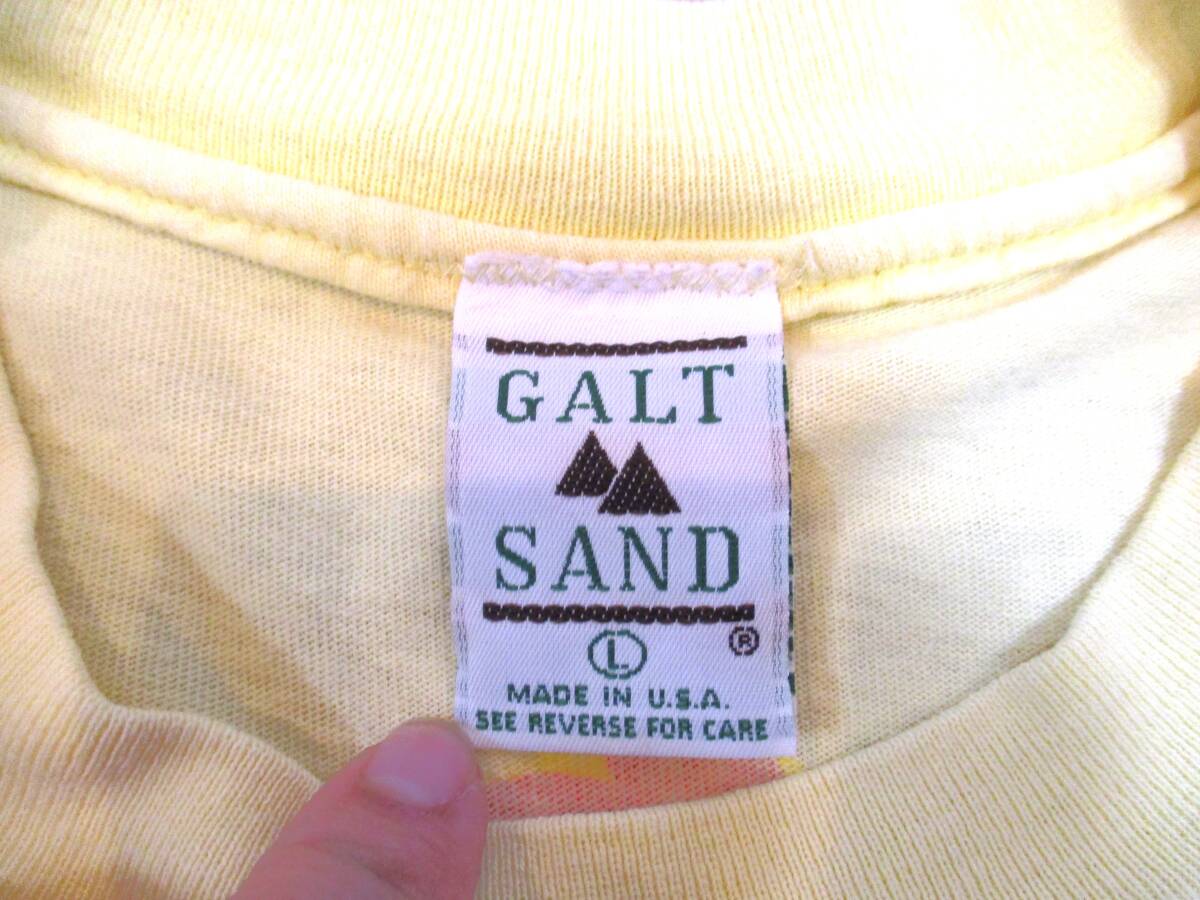 GALT
SAND
L ®
MADE IN U.S.A.
SEE REVERSE FOR CARE